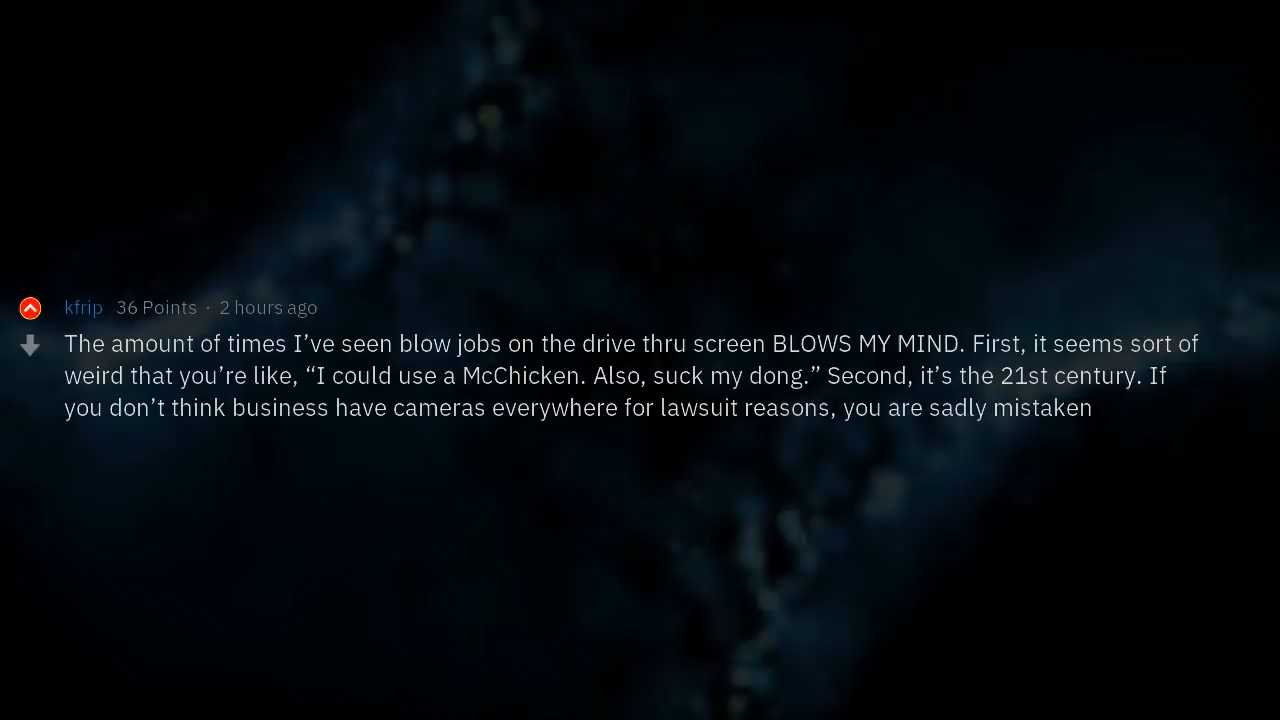 kfrip 36 Points · 2 hours ago
The amount of times I’ve seen blow jobs on the drive thru screen BLOWS MY MIND. First, it seems sort of
weird that you’re like, “I could use a McChicken. Also, suck my dong.” Second, it’s the 21st century. If
you don’t think business have cameras everywhere for lawsuit reasons, you are sadly mistaken